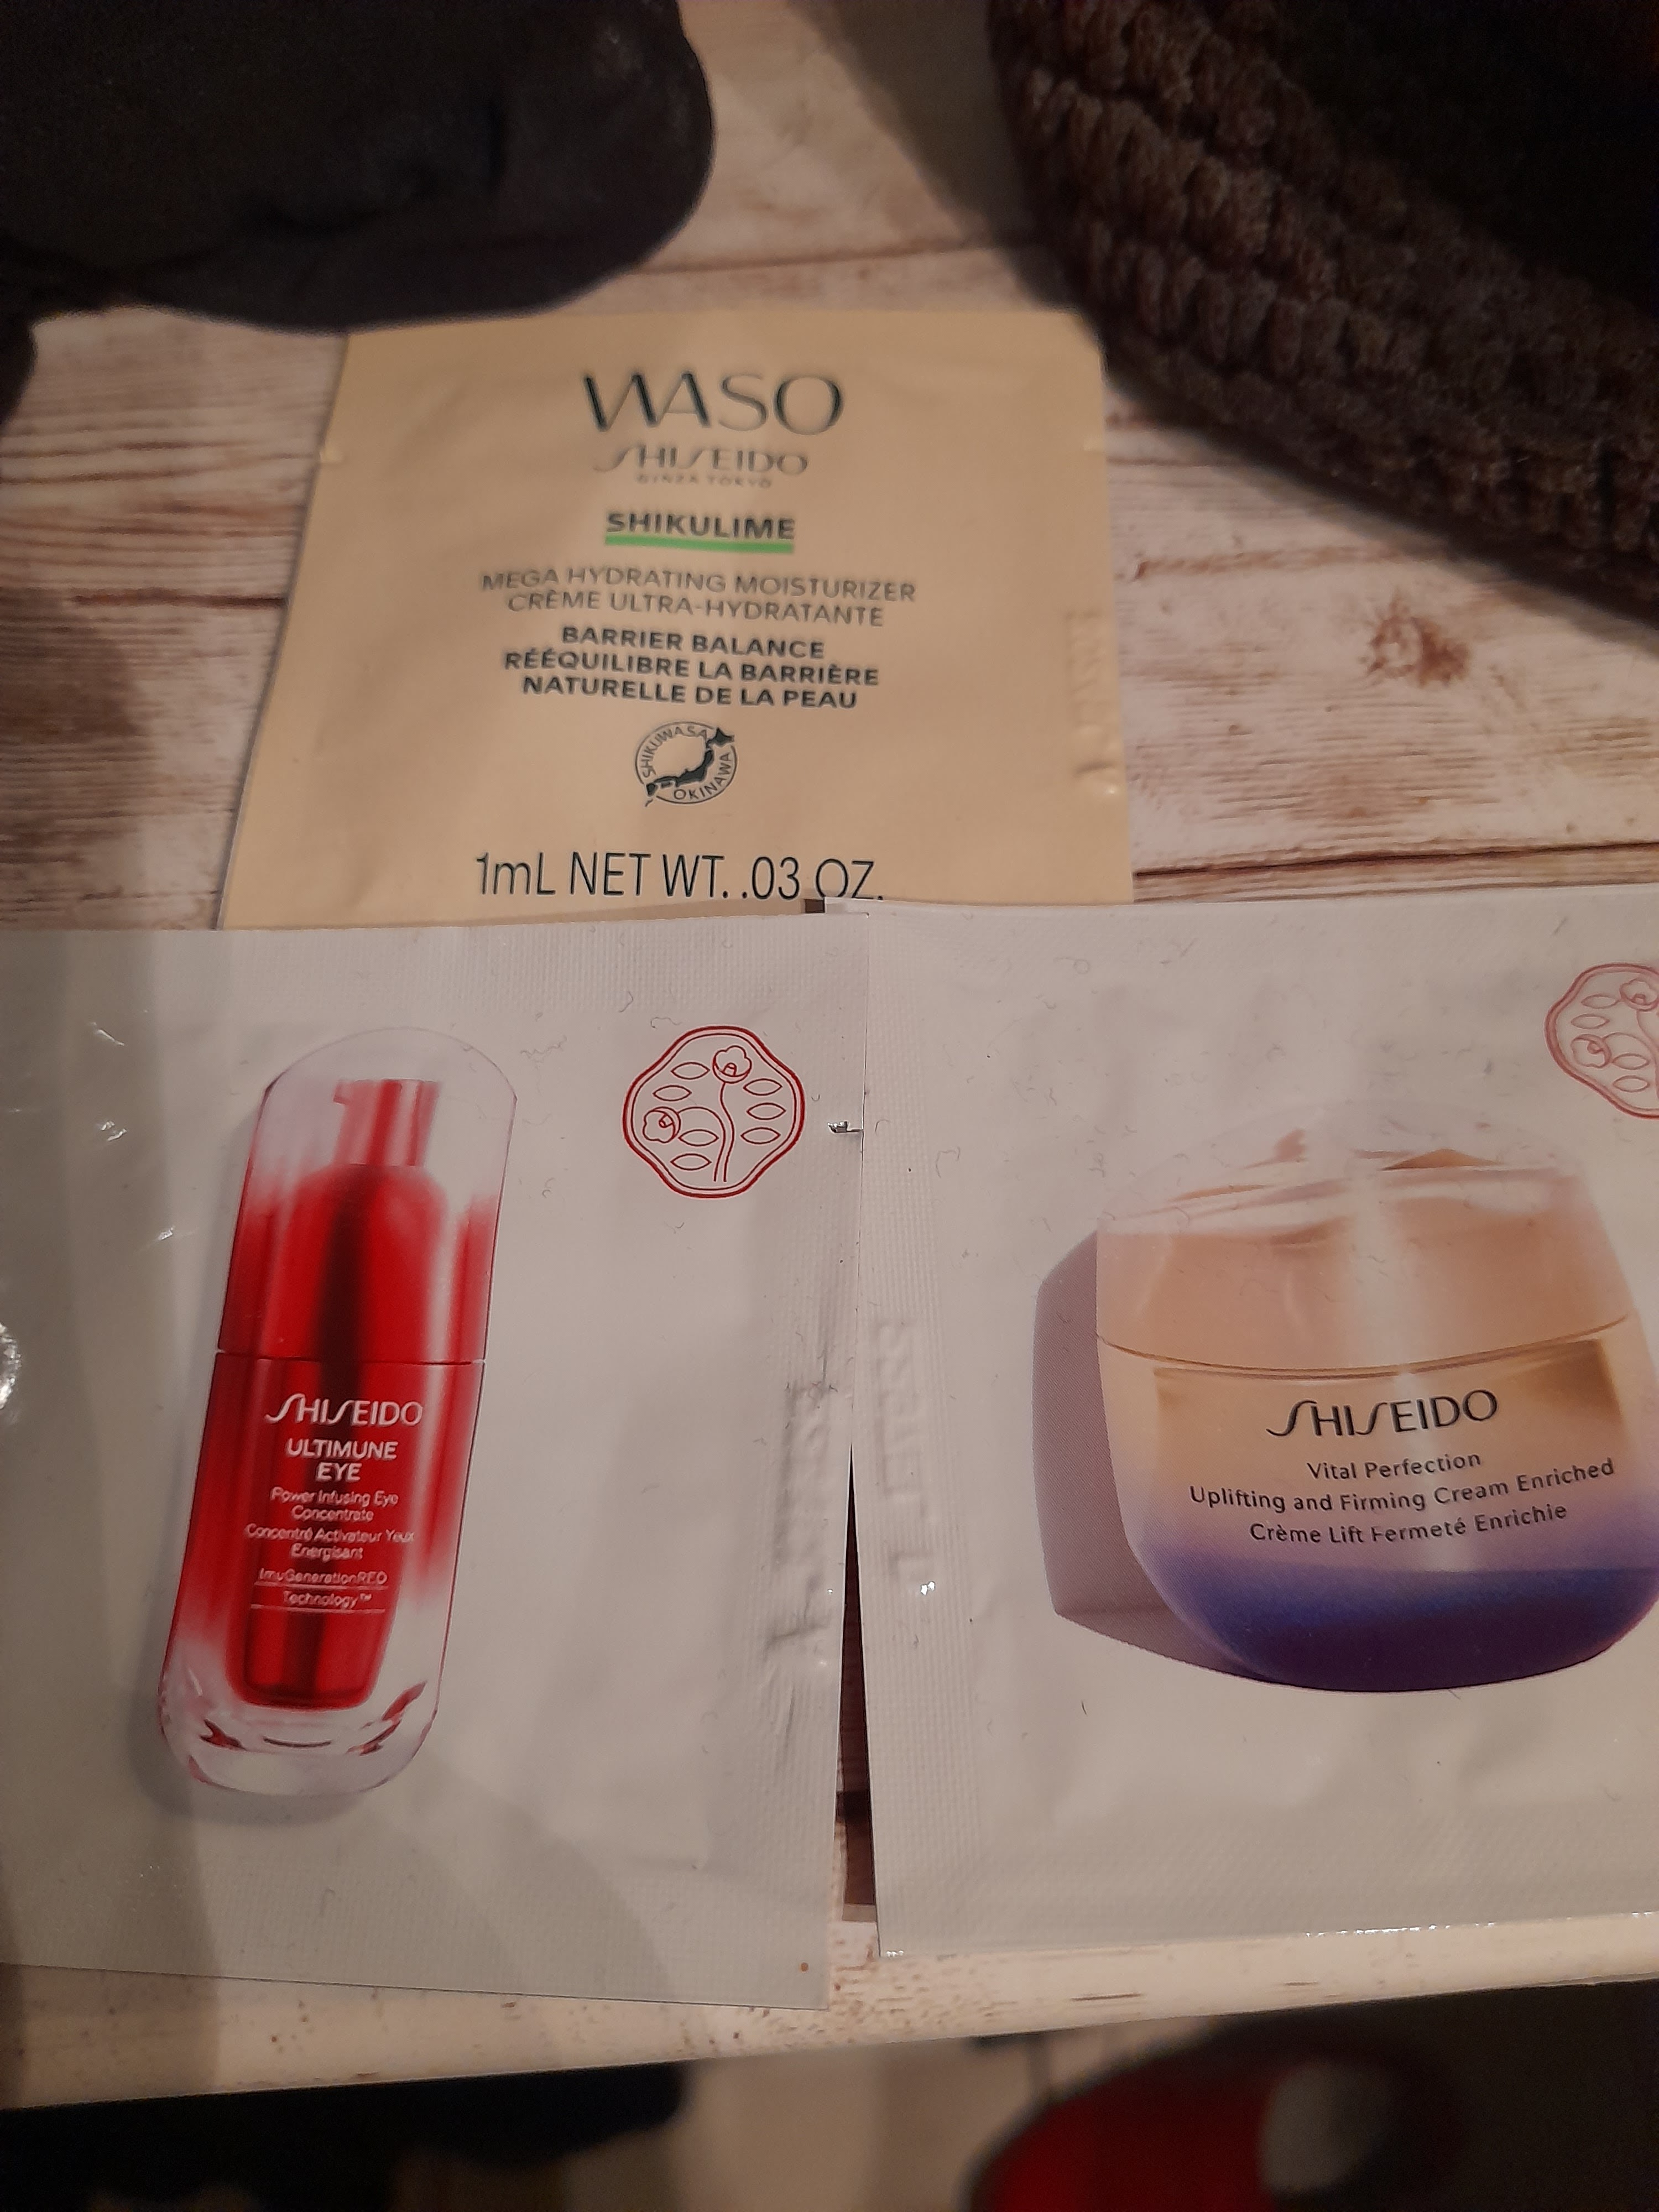 WASO
SHISEIDO
GINZA TOKYO
SHIKULIME
MEGA HYDRATING MOISTURIZER
CRÈME ULTRA-HYDRATANTE
BARRIER BALANCE
RÉÉQUILIBRE LA BARRIÈRE
NATURELLE DE LA PEAU
SHIKUWASA
OKINAWA
1mL NET WT. .03 OZ.
SHISEIDO
ULTIMUNE
EYE
Power Infusing Eye
Concentrate
Concentré Activateur Yeux
Énergisant
ImuGenerationRED
Technology™
SHISEIDO
Vital Perfection
Uplifting and Firming Cream Enriched
Crème Lift Fermeté Enrichie